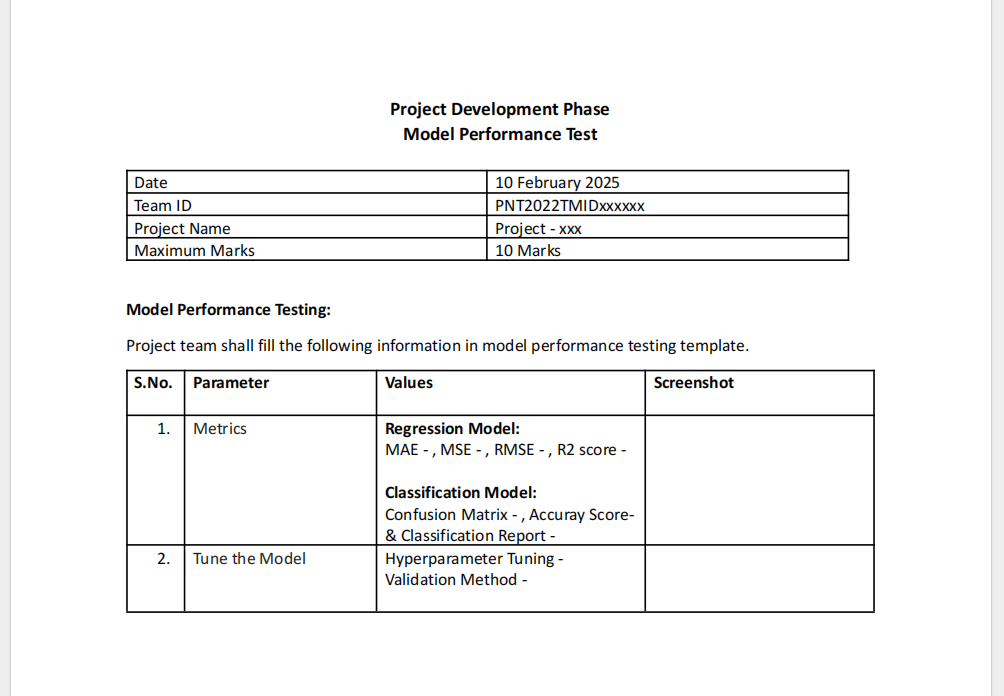 Project Development Phase
Model Performance Test
Date 10 February 2025
Team ID PNT2022TMIDxxxxxx
Project Name Project - xxx
Maximum Marks 10 Marks
Model Performance Testing:
Project team shall fill the following information in model performance testing template.
S.No. Parameter Values Screenshot
1. Metrics Regression Model:
MAE - , MSE - , RMSE - , R2 score -
Classification Model:
Confusion Matrix - , Accuray Score-
& Classification Report -
2. Tune the Model Hyperparameter Tuning -
Validation Method -